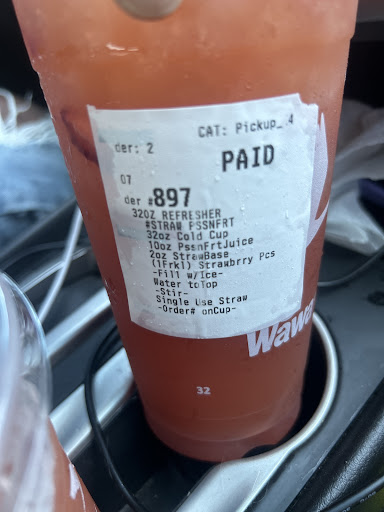 CAT: Pickup_4
der: 2
PAID
07
der #897
32OZ REFRESHER
#STRAW PSSNFRT
32oz Cold Cup
10oz PssnFrtJuice
2oz StrawBase
(1Frkl) Strawbrry Pcs
-Fill w/Ice-
Water toTop
-Stir-
Single Use Straw
-Order# onCup-
Wawa
32